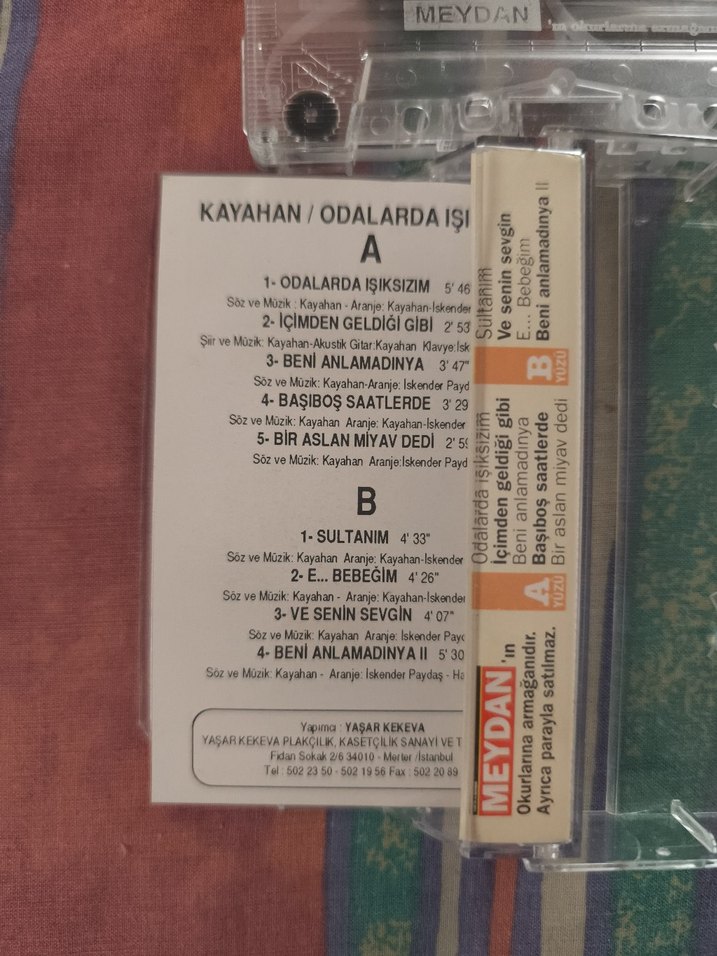 MEYDAN
KAYAHAN / ODALARDA IŞI
A
1- ODALARDA IŞIKSIZIM 5' 46
Söz ve Müzik : Kayahan - Aranje: Kayahan-İskender
2- İÇİMDEN GELDİĞİ GİBİ 2' 53
Şiir ve Müzik: Kayahan-Akustik Gitar:Kayahan Klavye:İsk
3- BENİ ANLAMADINYA 3' 47"
Söz ve Müzik: Kayahan-Aranje: İskender Payd
4- BAŞIBOŞ SAATLERDE 3' 29
Söz ve Müzik: Kayahan Aranje: Kayahan-İskender
5- BİR ASLAN MİYAV DEDİ 2' 59
Söz ve Müzik: Kayahan Aranje:İskender Payd
B
1- SULTANIM 4' 33"
Söz ve Müzik: Kayahan Aranje: Kayahan-İskender
2- E... BEBEĞİM 4' 26"
Söz ve Müzik: Kayahan - Aranje: Kayahan-İskender
3- VE SENİN SEVGİN 4' 07"
Söz ve Müzik: Kayahan Aranje: İskender Payd
4- BENİ ANLAMADINYA II 5' 30
Söz ve Müzik: Kayahan - Aranje: İskender Paydaş - Ha
Yapımcı : YAŞAR KEKEVA
YAŞAR KEKEVA PLAKÇILIK, KASETÇİLİK SANAYİ VE T
Fidan Sokak 2/6 34010 - Merter /İstanbul
Tel : 502 23 50 - 502 19 56 Fax : 502 20 89
MEYDAN'ın
Okurlarına armağanıdır.
Ayrıca parayla satılmaz.
A YÜZÜ
Odalarda ışıksızım
İçimden geldiği gibi
Beni anlamadınya
Başıboş saatlerde
Bir aslan miyav dedi
B YÜZÜ
Sultanım
Ve senin sevgin
E... Bebeğim
Beni anlamadınya II